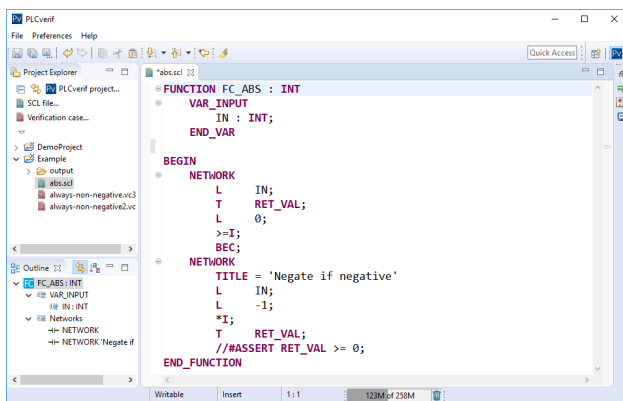 PLCverif
File Preferences Help
Quick Access
Pv
Project Explorer
Pv PLCverif project...
SCL file...
Verification case...
DemoProject
Example
output
abs.scl
always-non-negative.vc3
always-non-negative2.vc
Outline
FC FC_ABS : INT
VAR_INPUT
IN : INT
Networks
NETWORK
NETWORK 'Negate if
*abs.scl
FUNCTION FC_ABS : INT
VAR_INPUT
IN : INT;
END_VAR
BEGIN
NETWORK
L IN;
T RET_VAL;
L 0;
>=I;
BEC;
NETWORK
TITLE = 'Negate if negative'
L IN;
L -1;
*I;
T RET_VAL;
//#ASSERT RET_VAL >= 0;
END_FUNCTION
Writable Insert 1 : 1 123M of 258M